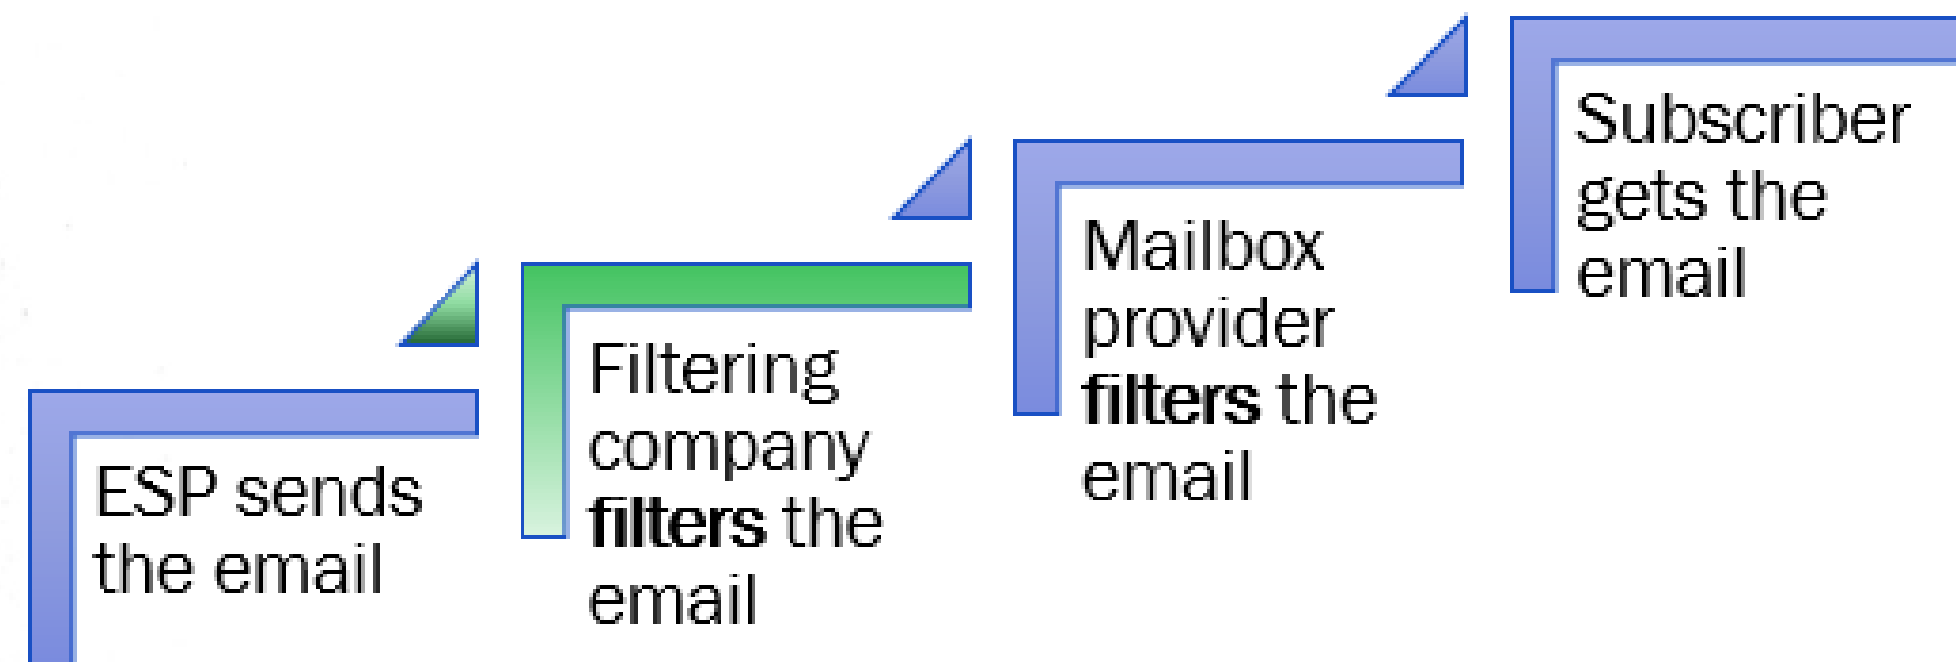 ESP sends
the email
Filtering
company
filters the
email
Mailbox
provider
filters the
email
Subscriber
gets the
email